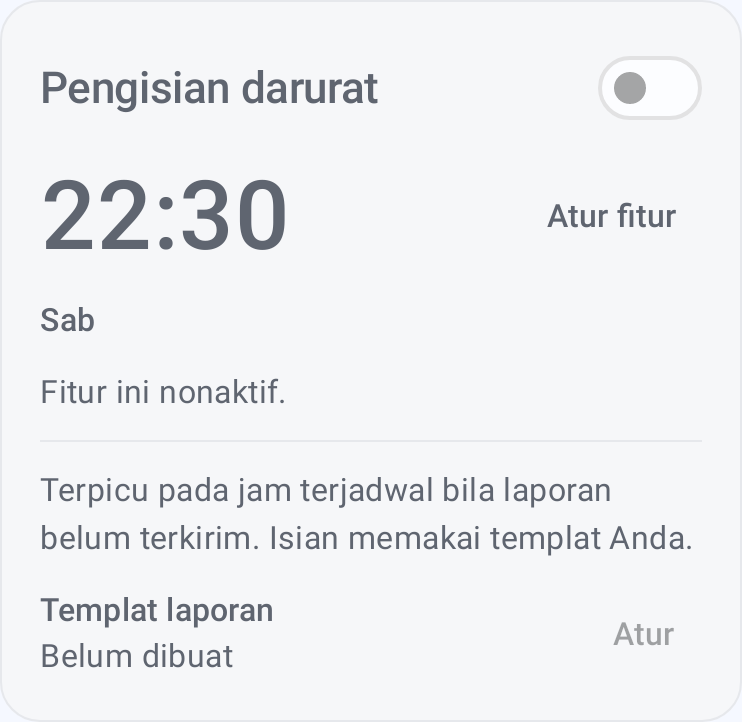 Pengisian darurat
22:30
Atur fitur
Sab
Fitur ini nonaktif.
Terpicu pada jam terjadwal bila laporan
belum terkirim. Isian memakai templat Anda.
Templat laporan
Belum dibuat
Atur